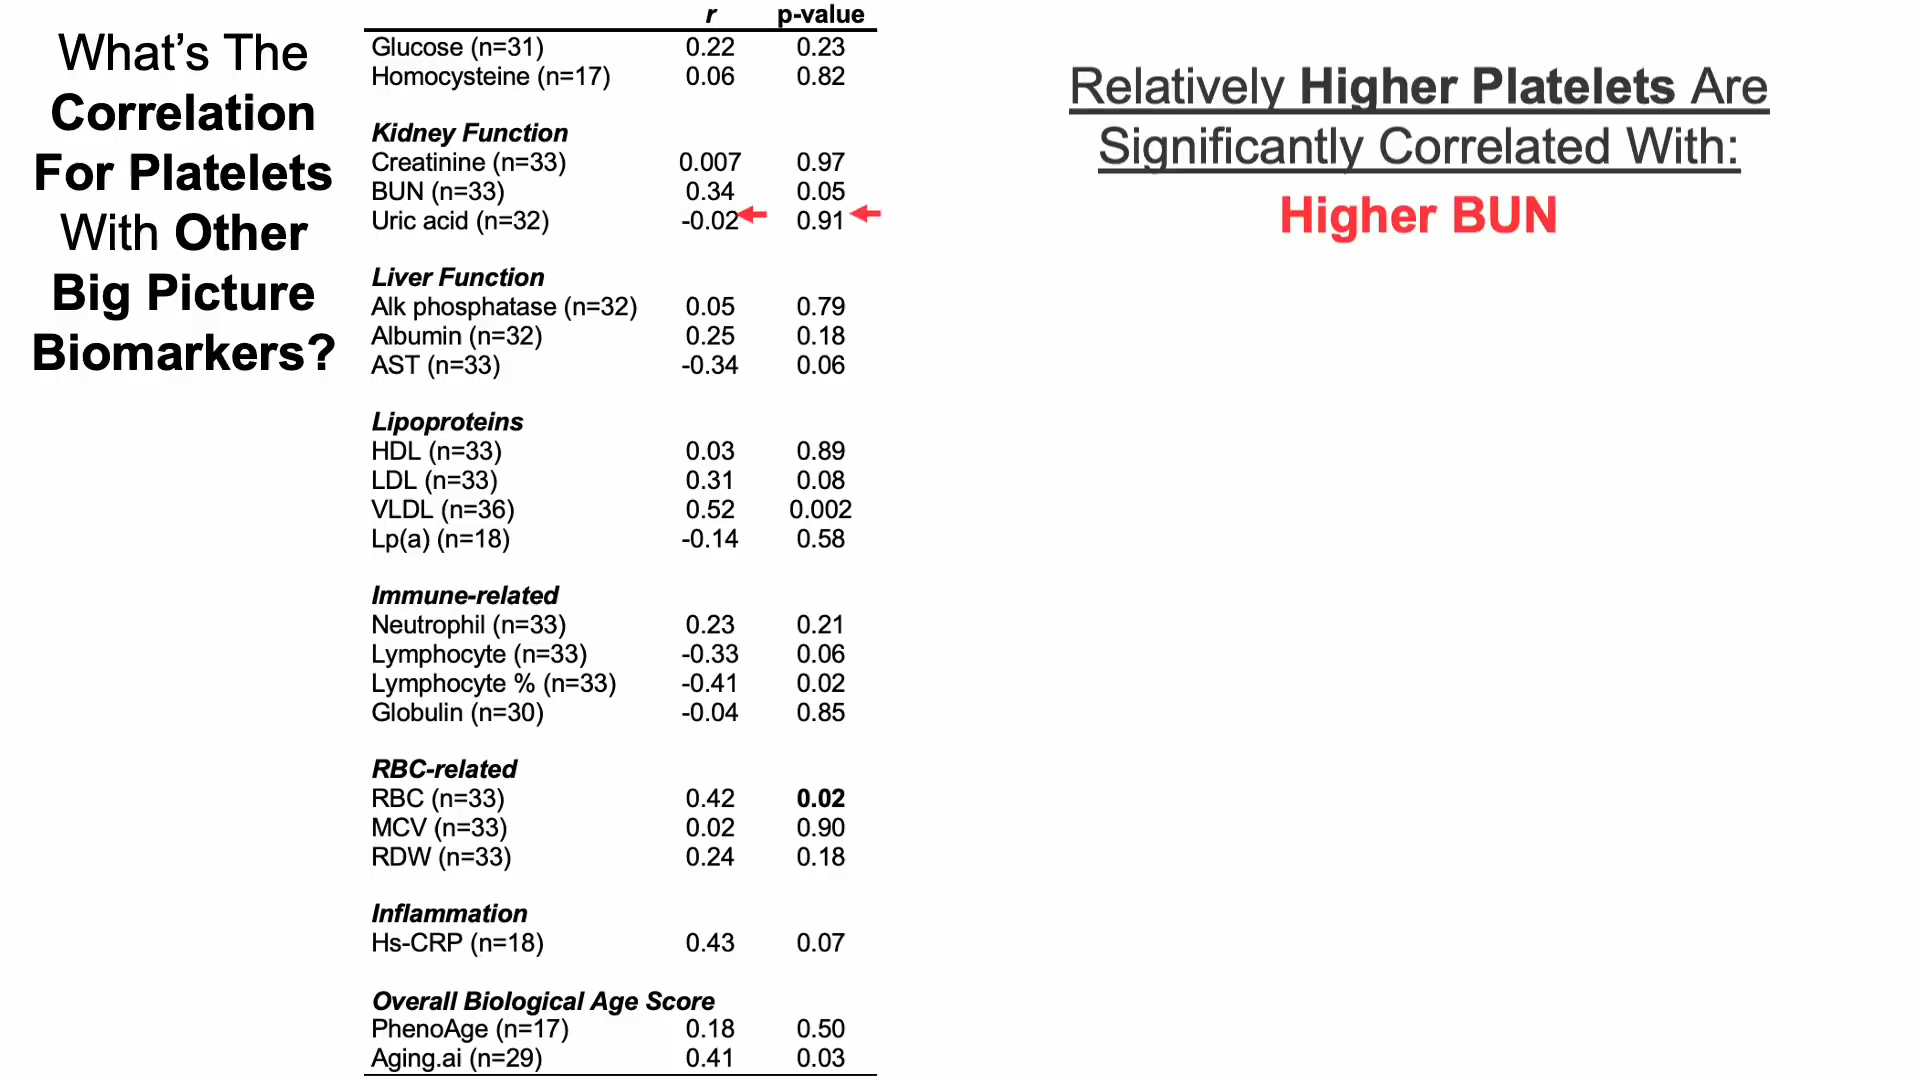 What’s The
Correlation
For Platelets
With Other
Big Picture
Biomarkers?
r p-value
Glucose (n=31) 0.22 0.23
Homocysteine (n=17) 0.06 0.82
Kidney Function
Creatinine (n=33) 0.007 0.97
BUN (n=33) 0.34 0.05
Uric acid (n=32) -0.02 0.91
Liver Function
Alk phosphatase (n=32) 0.05 0.79
Albumin (n=32) 0.25 0.18
AST (n=33) -0.34 0.06
Lipoproteins
HDL (n=33) 0.03 0.89
LDL (n=33) 0.31 0.08
VLDL (n=36) 0.52 0.002
Lp(a) (n=18) -0.14 0.58
Immune-related
Neutrophil (n=33) 0.23 0.21
Lymphocyte (n=33) -0.33 0.06
Lymphocyte % (n=33) -0.41 0.02
Globulin (n=30) -0.04 0.85
RBC-related
RBC (n=33) 0.42 0.02
MCV (n=33) 0.02 0.90
RDW (n=33) 0.24 0.18
Inflammation
Hs-CRP (n=18) 0.43 0.07
Overall Biological Age Score
PhenoAge (n=17) 0.18 0.50
Aging.ai (n=29) 0.41 0.03
Relatively Higher Platelets Are
Significantly Correlated With:
Higher BUN